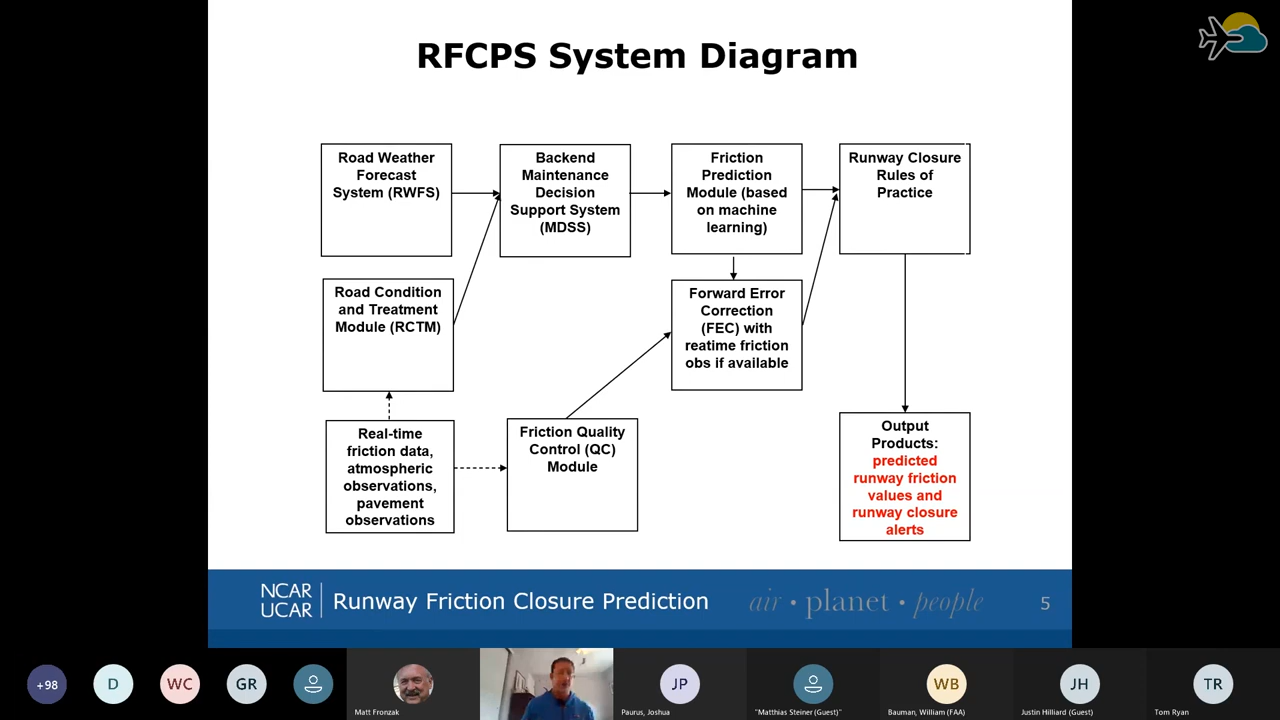 RFCPS System Diagram
Road Weather
Forecast
System (RWFS)
Backend
Maintenance
Decision
Support System
(MDSS)
Friction
Prediction
Module (based
on machine
learning)
Runway Closure
Rules of
Practice
Road Condition
and Treatment
Module (RCTM)
Forward Error
Correction
(FEC) with
reatime friction
obs if available
Real-time
friction data,
atmospheric
observations,
pavement
observations
Friction Quality
Control (QC)
Module
Output
Products:
predicted
runway friction
values and
runway closure
alerts
NCAR
UCAR
Runway Friction Closure Prediction
air • planet • people
5
+98
D
WC
GR
Matt Fronzak
JP
Paurus, Joshua
"Matthias Steiner (Guest)"
WB
Bauman, William (FAA)
JH
Justin Hilliard (Guest)
TR
Tom Ryan